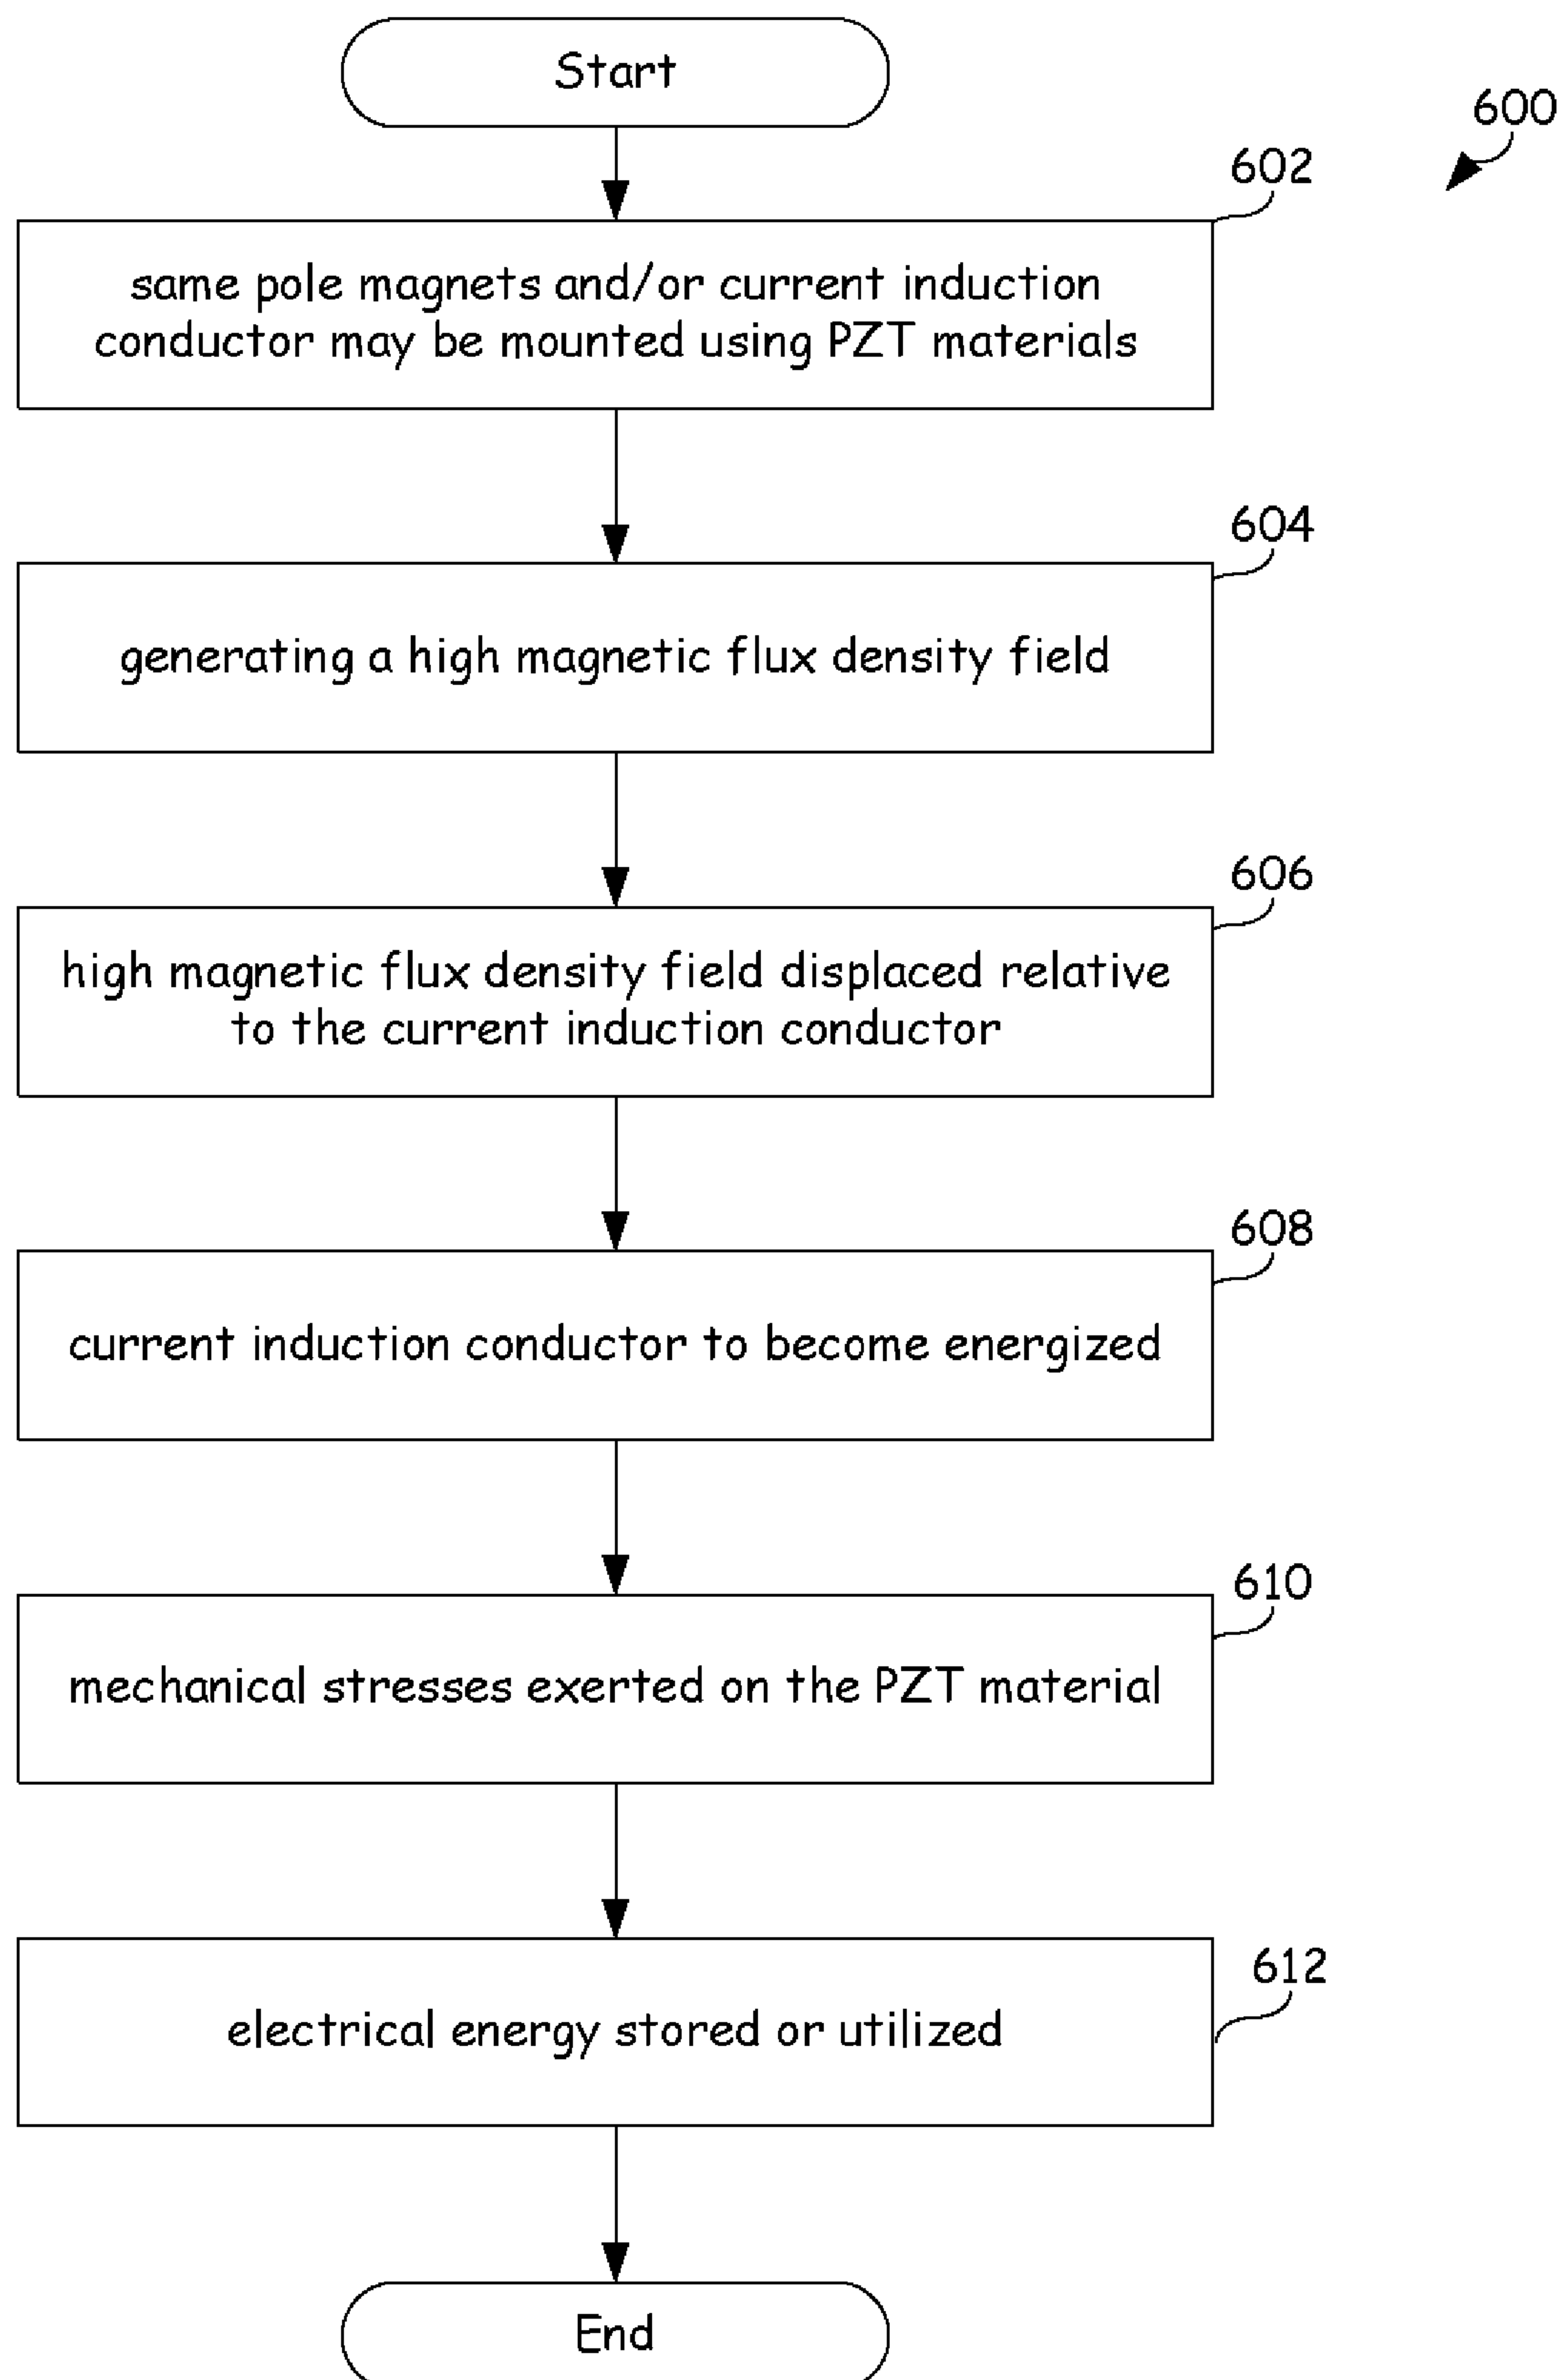 Start
600
602
same pole magnets and/or current induction
conductor may be mounted using PZT materials
604
generating a high magnetic flux density field
606
high magnetic flux density field displaced relative
to the current induction conductor
608
current induction conductor to become energized
610
mechanical stresses exerted on the PZT material
612
electrical energy stored or utilized
End